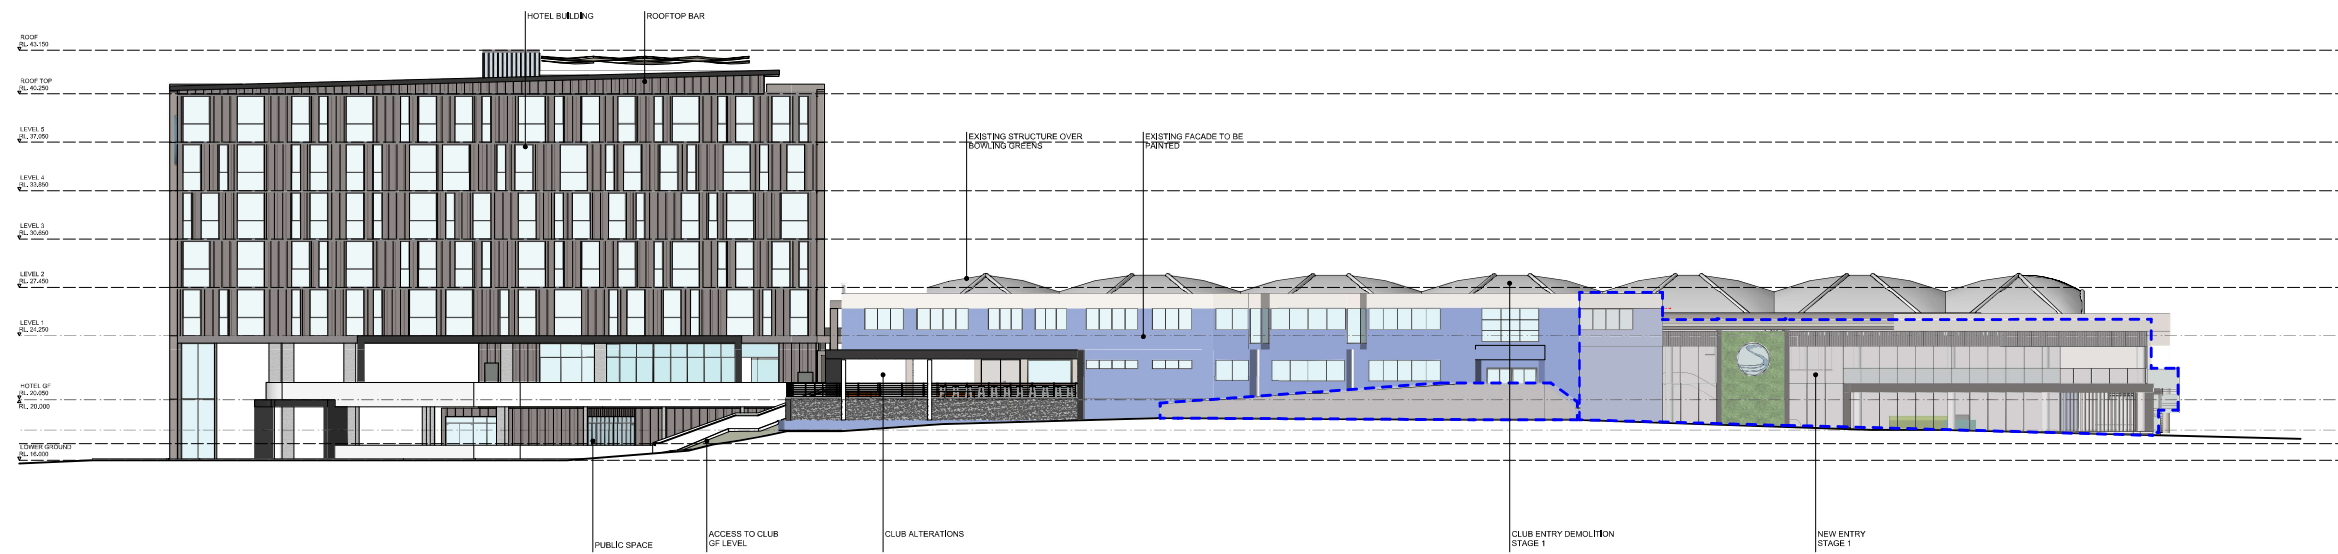 HOTEL BUILDING
ROOFTOP BAR
ROOF
RL. 43.150
ROOF TOP
RL. 40.250
LEVEL 5
RL. 37.050
EXISTING STRUCTURE OVER
BOWLING GREENS
EXISTING FACADE TO BE
PAINTED
LEVEL 4
RL. 33.850
LEVEL 3
RL. 30.650
LEVEL 2
RL. 27.450
LEVEL 1
RL. 24.250
HOTEL GF
RL. 20.050
RL. 20.000
LOWER GROUND
RL. 16.000
PUBLIC SPACE
ACCESS TO CLUB
GF LEVEL
CLUB ALTERATIONS
CLUB ENTRY DEMOLITION
STAGE 1
NEW ENTRY
STAGE 1